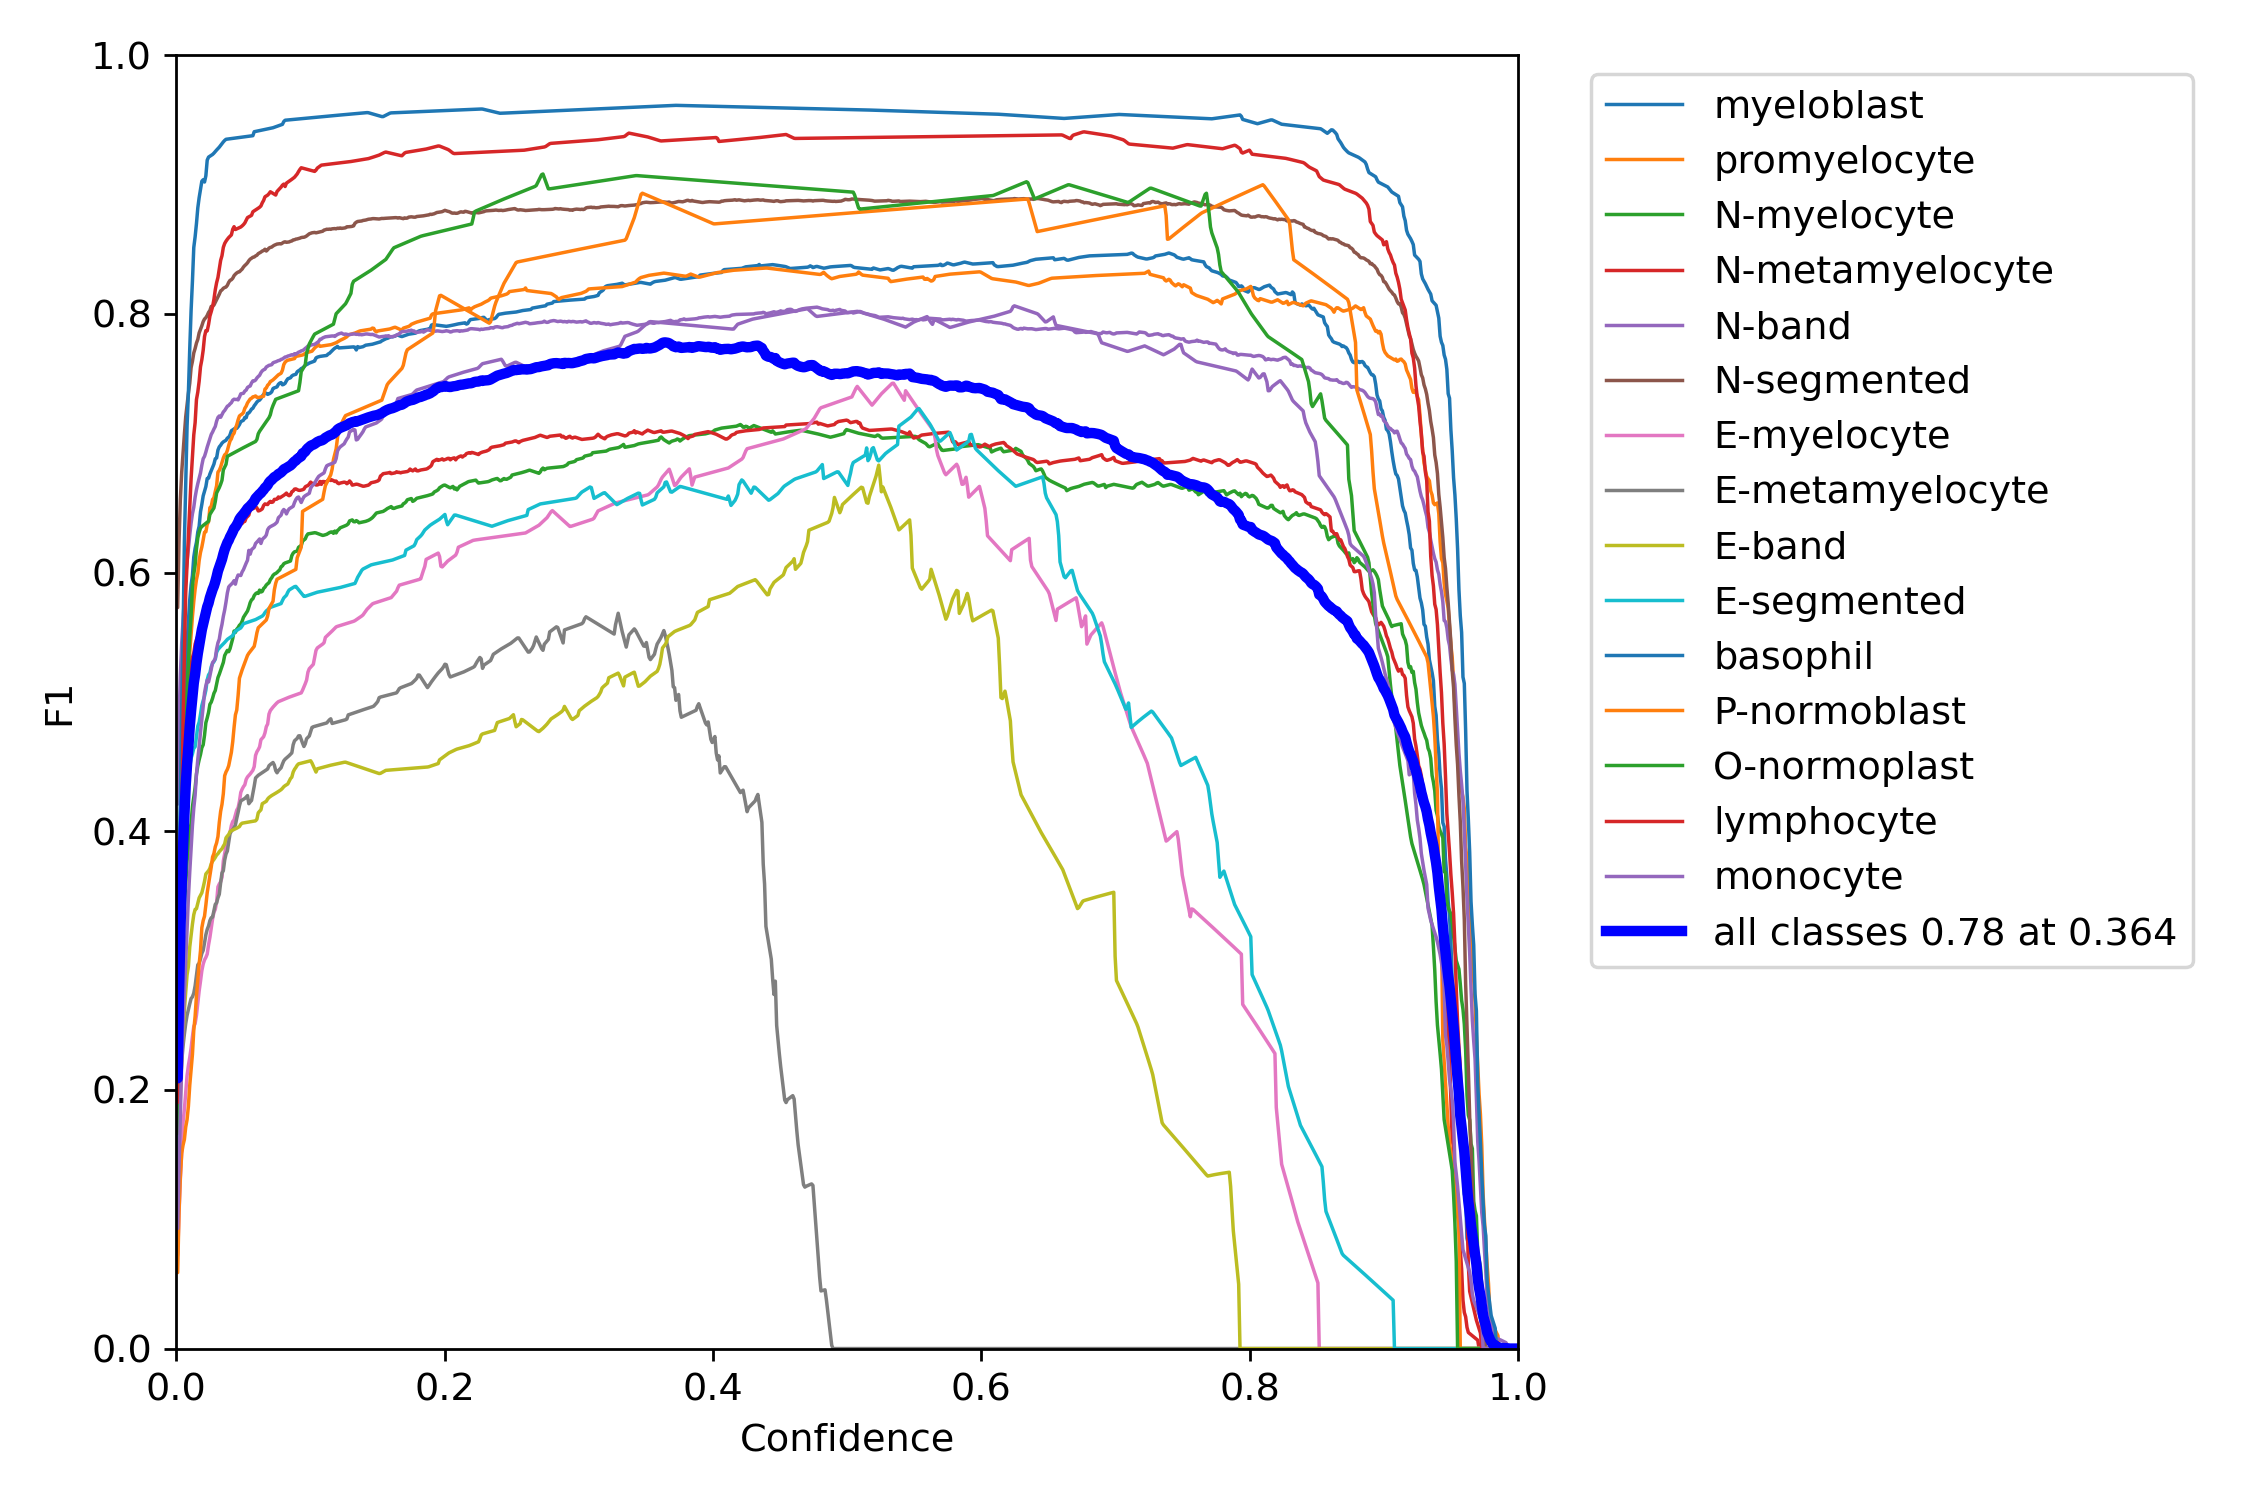 1.0
0.8
0.6
0.4
0.2
0.0
F1
0.0 0.2 0.4 0.6 0.8 1.0
Confidence
myeloblast
promyelocyte
N-myelocyte
N-metamyelocyte
N-band
N-segmented
E-myelocyte
E-metamyelocyte
E-band
E-segmented
basophil
P-normoblast
O-normoplast
lymphocyte
monocyte
all classes 0.78 at 0.364